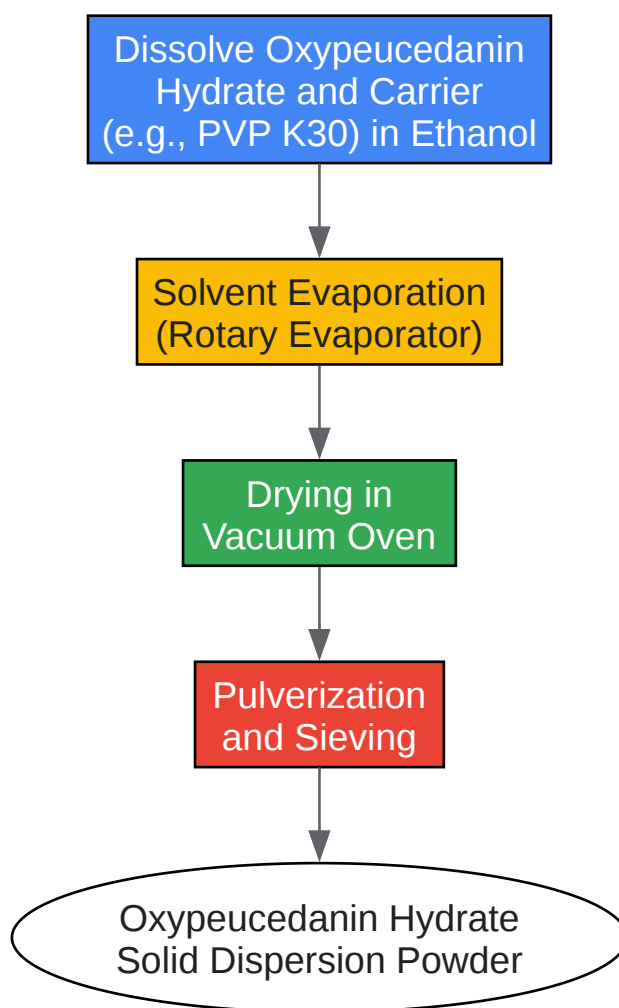 Dissolve Oxypeucedanin
Hydrate and Carrier
(e.g., PVP K30) in Ethanol
Solvent Evaporation
(Rotary Evaporator)
Drying in
Vacuum Oven
Pulverization
and Sieving
Oxypeucedanin Hydrate
Solid Dispersion Powder